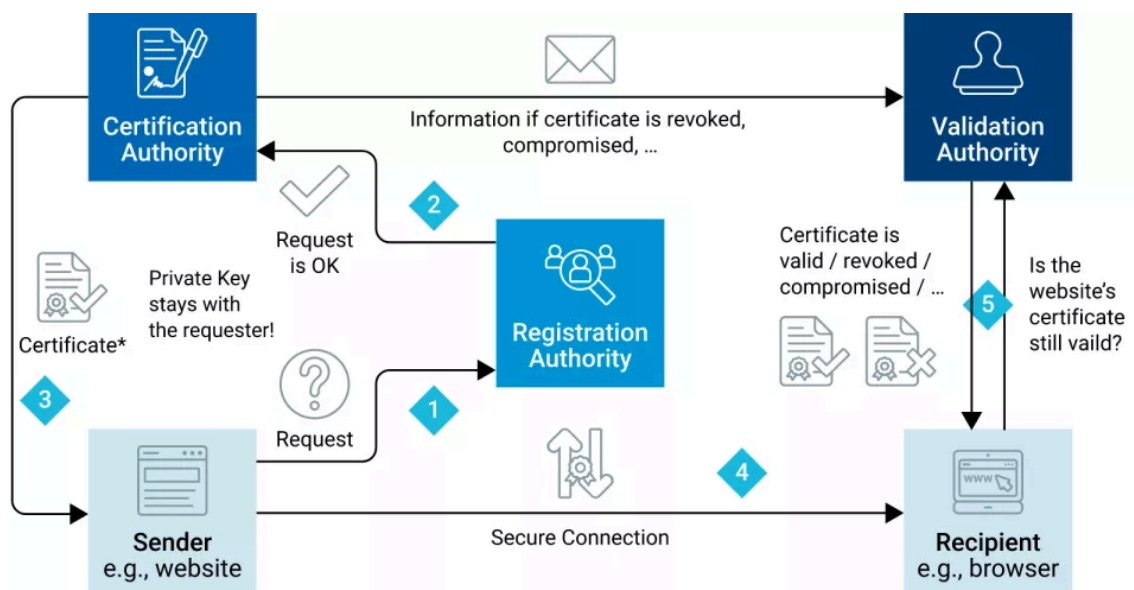 Certification
Authority
Information if certificate is revoked,
compromised, ...
Validation
Authority
2
Request
is OK
Registration
Authority
Certificate is
valid / revoked /
compromised / ...
5
Is the
website's
certificate
still vaild?
Private Key
stays with
the requester!
Certificate*
3
Request
1
4
Secure Connection
Sender
e.g., website
www
Recipient
e.g., browser